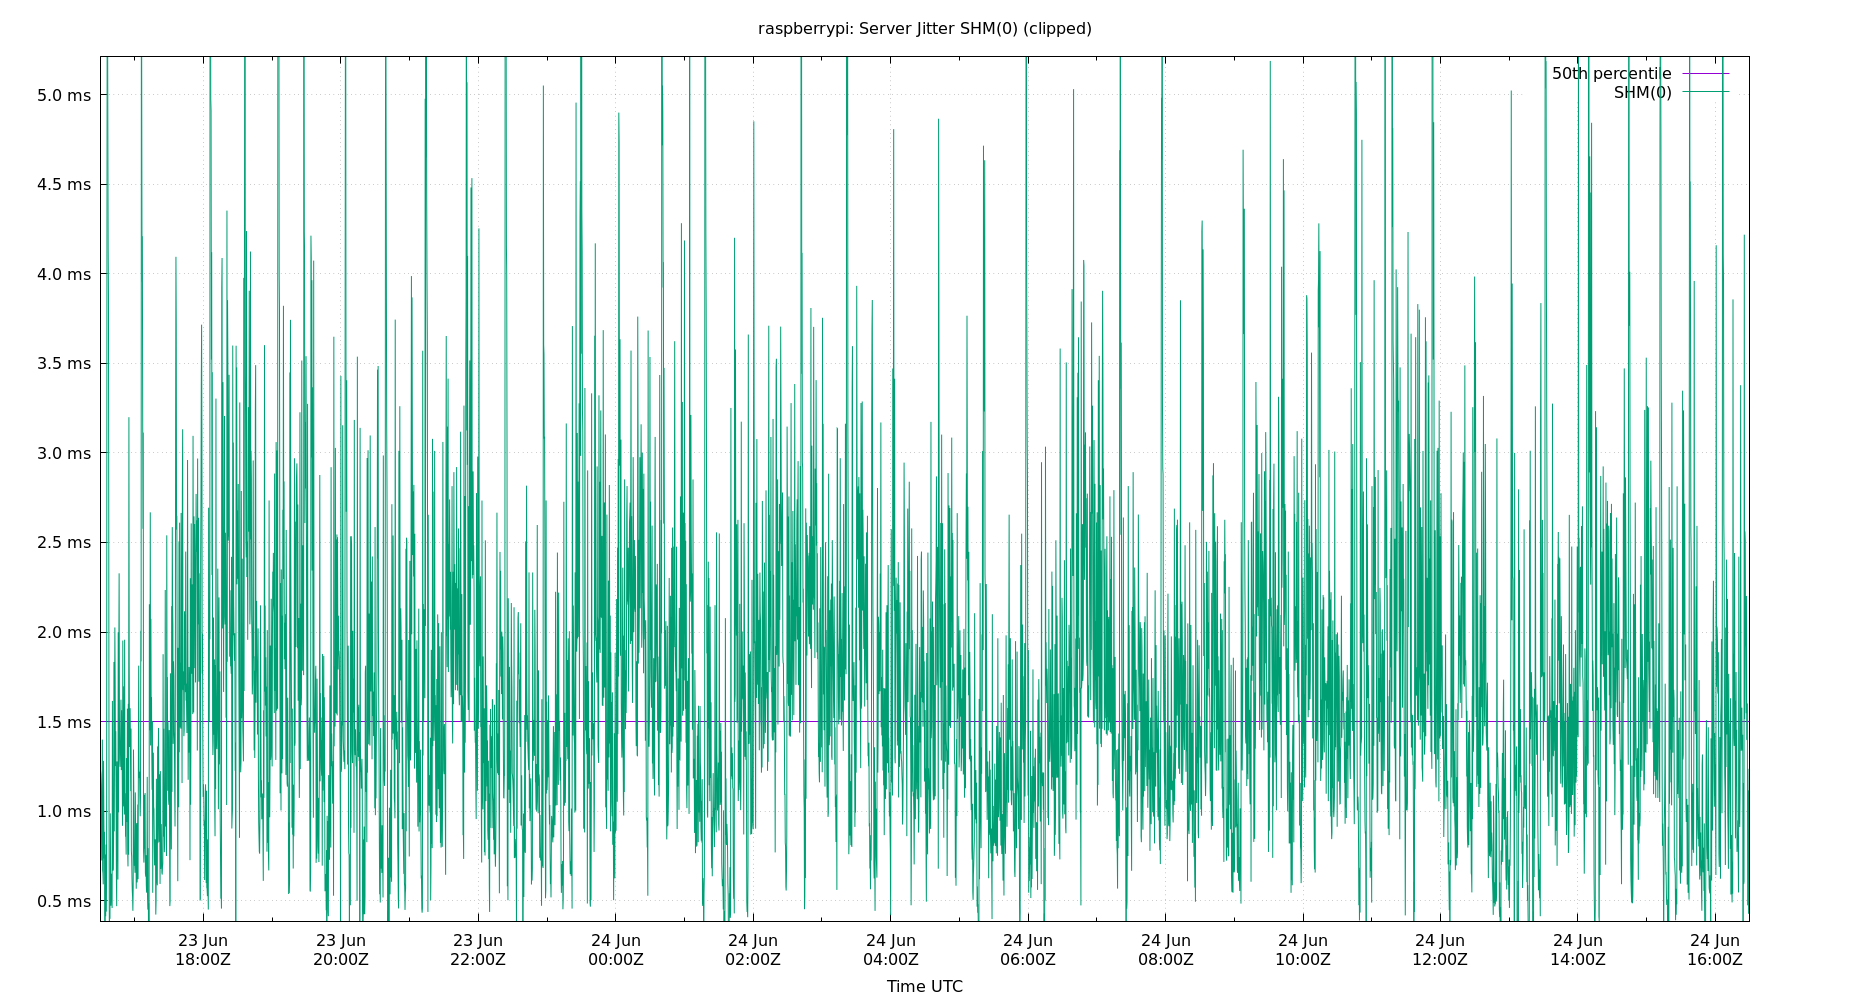 raspberrypi: Server Jitter SHM(0) (clipped)
50th percentile
SHM(0)
5.0 ms
4.5 ms
4.0 ms
3.5 ms
3.0 ms
2.5 ms
2.0 ms
1.5 ms
1.0 ms
0.5 ms
23 Jun 23 Jun 23 Jun 24 Jun 24 Jun 24 Jun 24 Jun 24 Jun 24 Jun 24 Jun 24 Jun 24 Jun
18:00Z 20:00Z 22:00Z 00:00Z 02:00Z 04:00Z 06:00Z 08:00Z 10:00Z 12:00Z 14:00Z 16:00Z
Time UTC